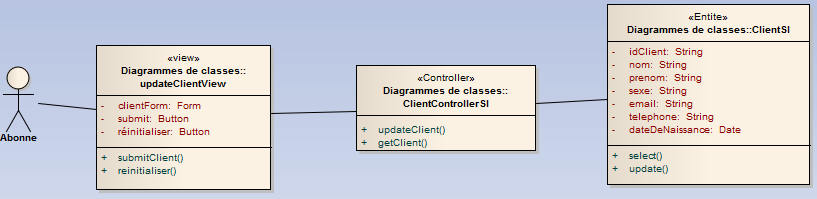 Abonne
«view»
Diagrammes de classes::
updateClientView
- clientForm: Form
- submit: Button
- réinitialiser: Button
+ submitClient()
+ reinitialiser()
«Controller»
Diagrammes de classes::
ClientControllerSI
+ updateClient()
+ getClient()
«Entite»
Diagrammes de classes::ClientSI
- idClient: String
- nom: String
- prenom: String
- sexe: String
- email: String
- telephone: String
- dateDeNaissance: Date
+ select()
+ update()